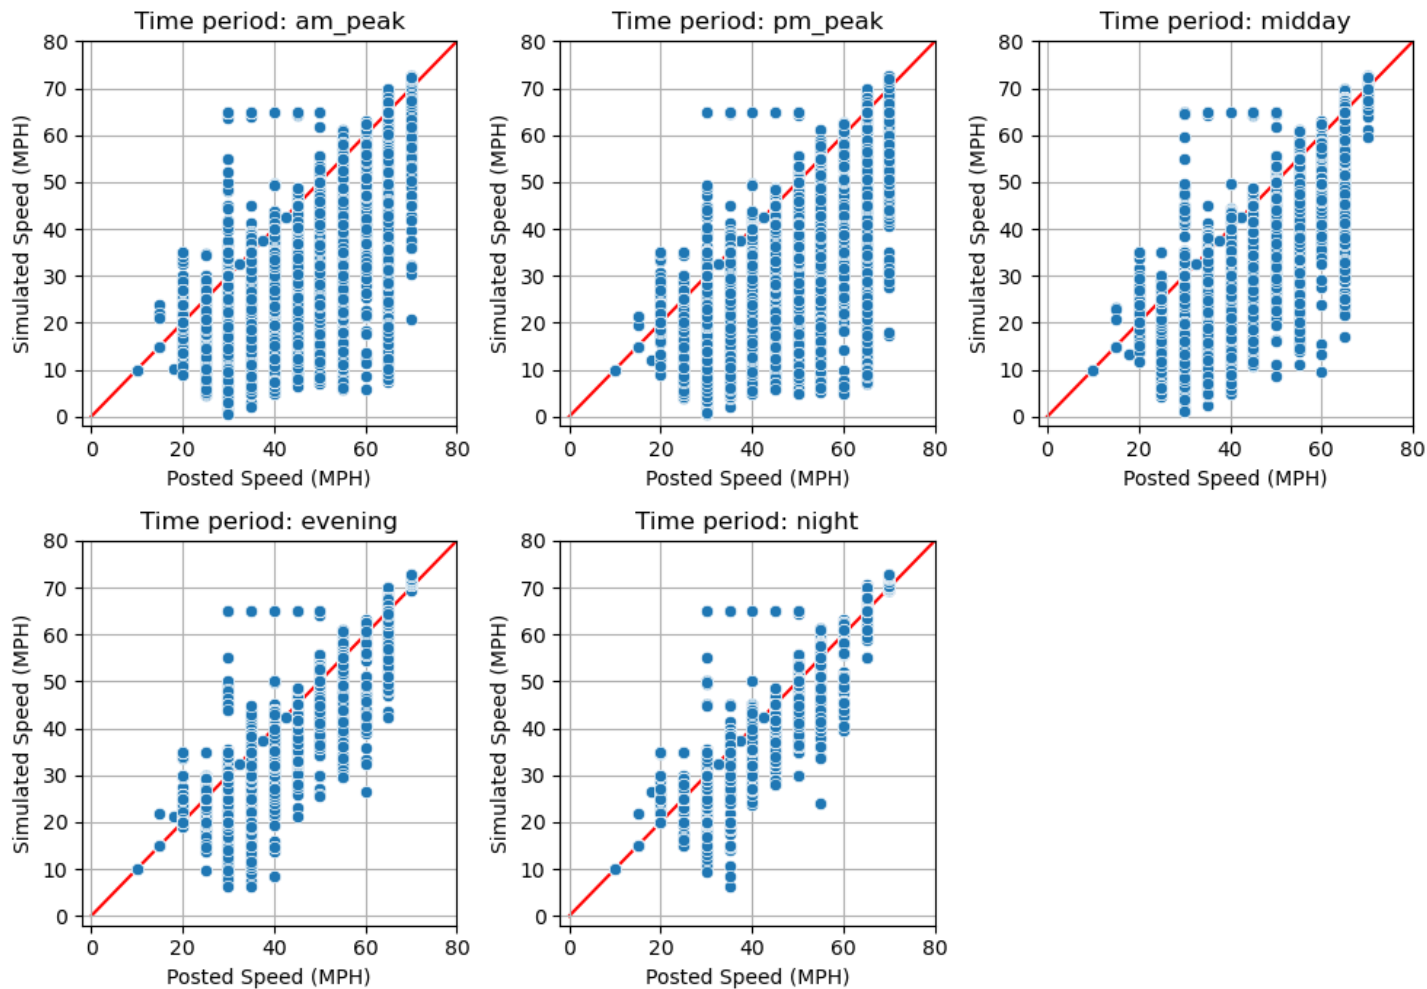 Time period: am_peak
80
70
60
50
40
30
20
10
0
Simulated Speed (MPH)
0 20 40 60 80
Posted Speed (MPH)
Time period: pm_peak
80
70
60
50
40
30
20
10
0
Simulated Speed (MPH)
0 20 40 60 80
Posted Speed (MPH)
Time period: midday
80
70
60
50
40
30
20
10
0
Simulated Speed (MPH)
0 20 40 60 80
Posted Speed (MPH)
Time period: evening
80
70
60
50
40
30
20
10
0
Simulated Speed (MPH)
0 20 40 60 80
Posted Speed (MPH)
Time period: night
80
70
60
50
40
30
20
10
0
Simulated Speed (MPH)
0 20 40 60 80
Posted Speed (MPH)